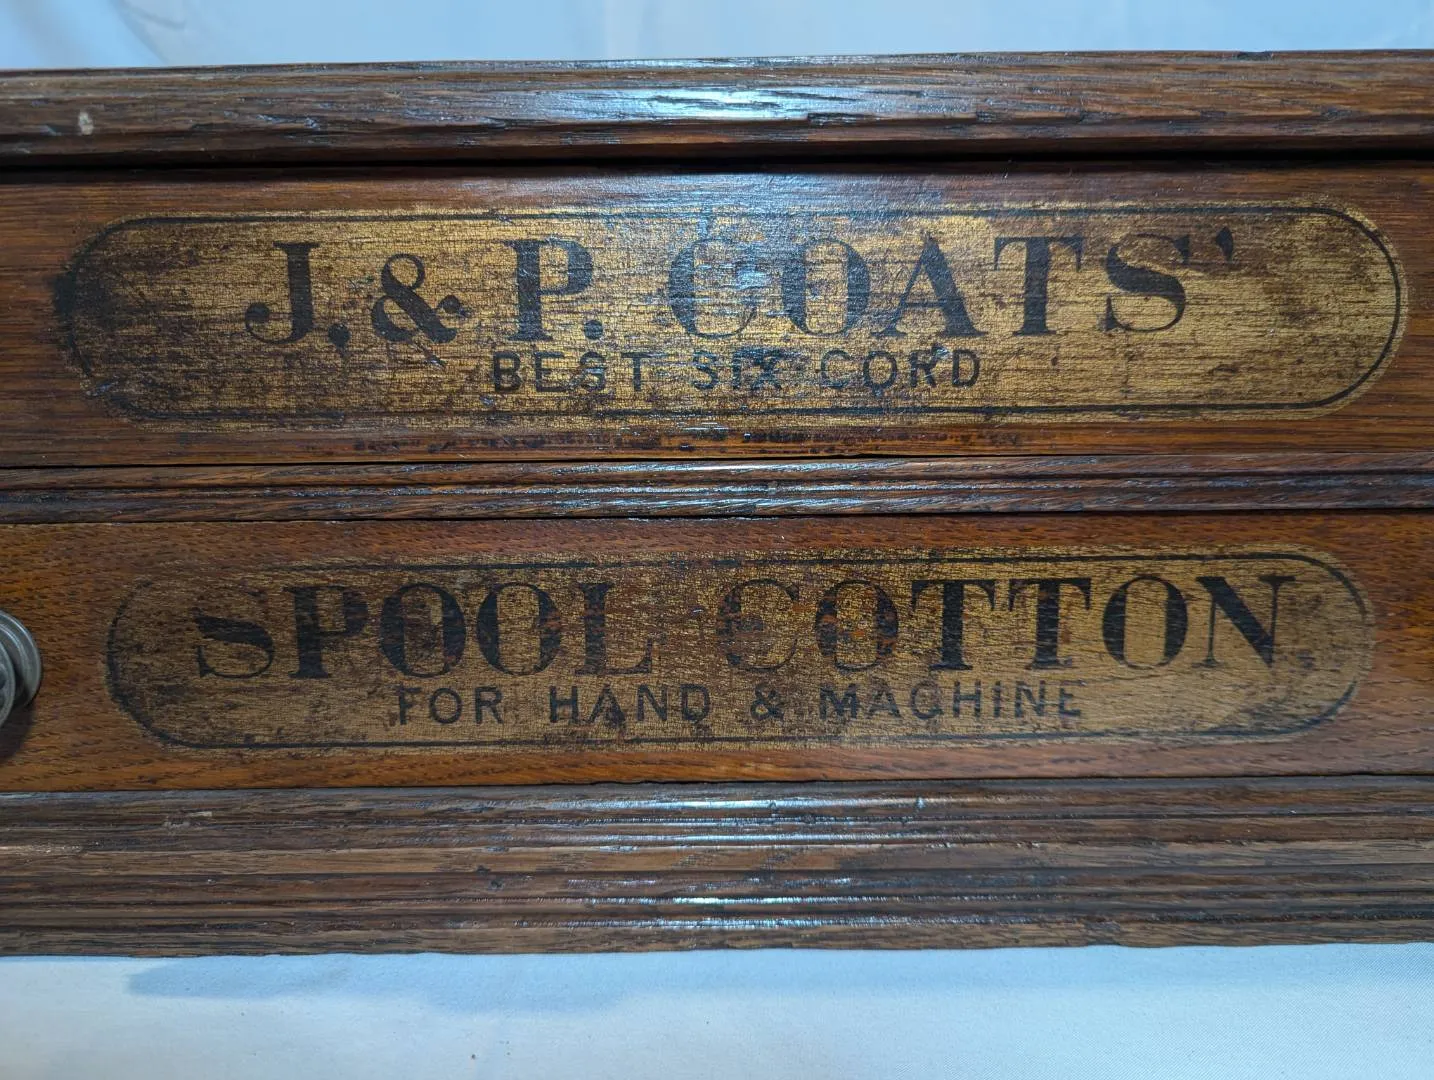 J. & P. COATS'
BEST SIX CORD
SPOOL COTTON
FOR HAND & MACHINE